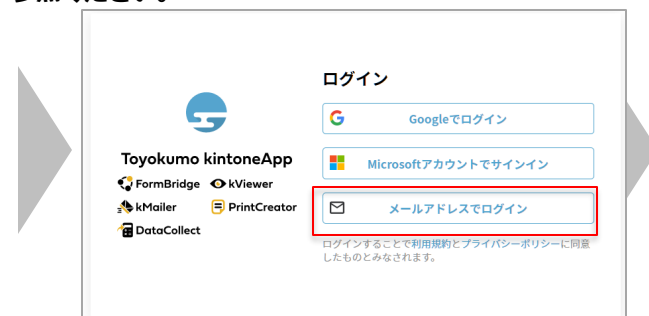 ログイン
Googleでログイン
Toyokumo kintoneApp
Microsoftアカウントでサインイン
FormBridge kViewer
kMailer PrintCreator
メールアドレスでログイン
DataCollect
ログインすることで利用規約とプライバシーポリシーに同意
したものとみなされます。